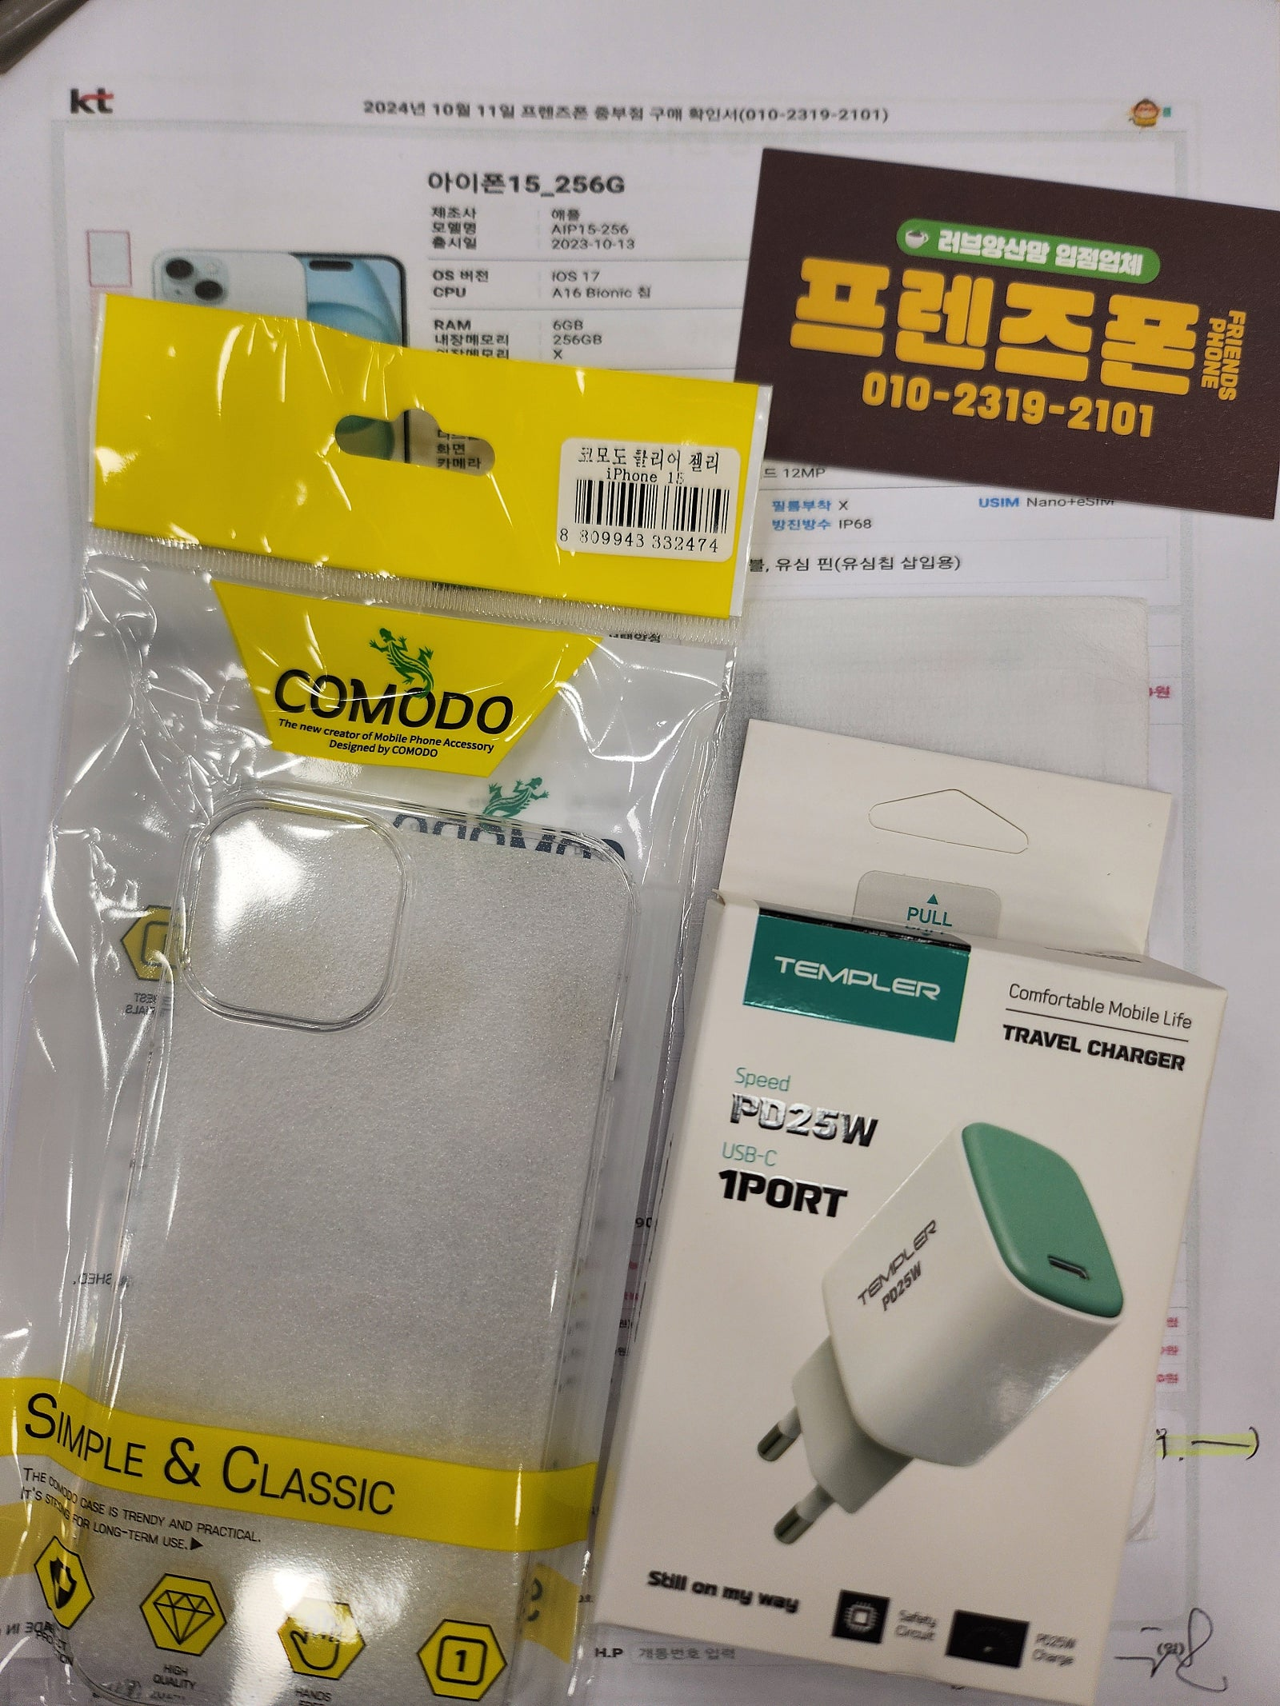 kt
2024년 10월 11일 프렌즈폰 중부점 구매 확인서(010-2319-2101)
아이폰15_256G
제조사 애플
모델명 AIP15-256
출시일 2023-10-13
OS 버전 iOS 17
CPU A16 Bionic 칩
RAM 6GB
내장메모리 256GB
X
화면
카메라
12MP
필름부착 X USIM Nano+eSIM
방진방수 IP68
유심 핀(유심칩 삽입용)
러브양산맘 입점업체
프렌즈폰
FRIENDS
PHONE
010-2319-2101
코모도 클리어 젤리
iPhone 15
8 809943 332474
COMODO
The new creator of Mobile Phone Accessory
Designed by COMODO
SIMPLE & CLASSIC
THE COMODO CASE IS TRENDY AND PRACTICAL.
IT'S STRONG FOR LONG-TERM USE.▶
HIGH
QUALITY
HANDS
1
PULL
TEMPLER
Comfortable Mobile Life
TRAVEL CHARGER
Speed
PD25W
USB-C
1PORT
TEMPLER
PD25W
Still on my way
Safety
Circuit
PD25W
Charge
H.P 개통번호 입력